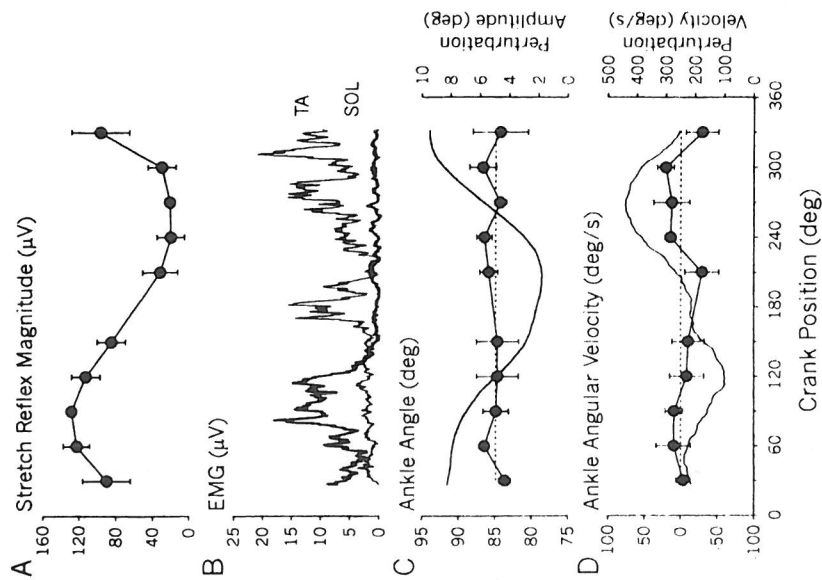 A
Stretch Reflex Magnitude (μV)
160
120
80
40
0
B
EMG (μV)
25
20
15
10
5
0
TA
SOL
C
Ankle Angle (deg)
95
90
85
80
75
10
8
6
4
2
0
Perturbation
Amplitude (deg)
D
Ankle Angular Velocity (deg/s)
100
50
0
-50
-100
500
400
300
200
100
0
Perturbation
Velocity (deg/s)
0
60
120
180
240
300
360
Crank Position (deg)